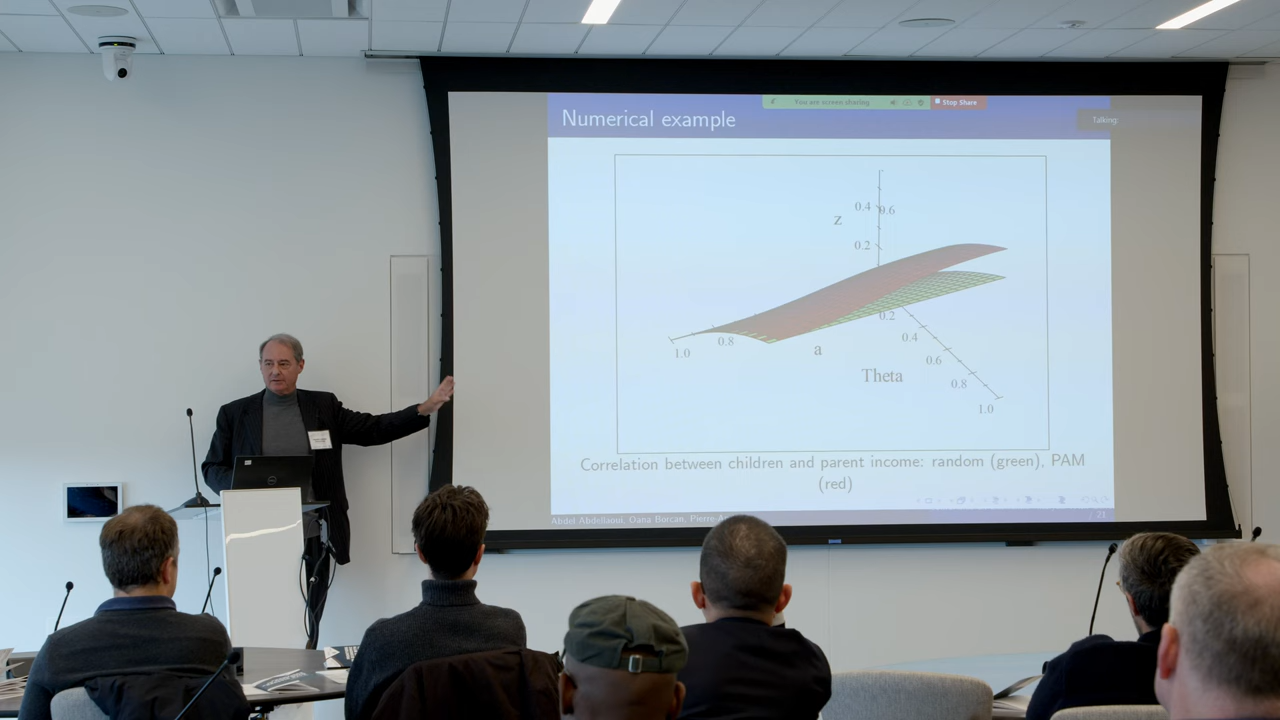 You are screen sharing
Stop Share
Numerical example
Talking:
z
0.4
0.6
0.2
0.2
1.0
0.8
a
0.4
Theta
0.6
0.8
1.0
Correlation between children and parent income: random (green), PAM
(red)
Abdel Abdellaoui, Oana Borcan, Pierre
/ 21